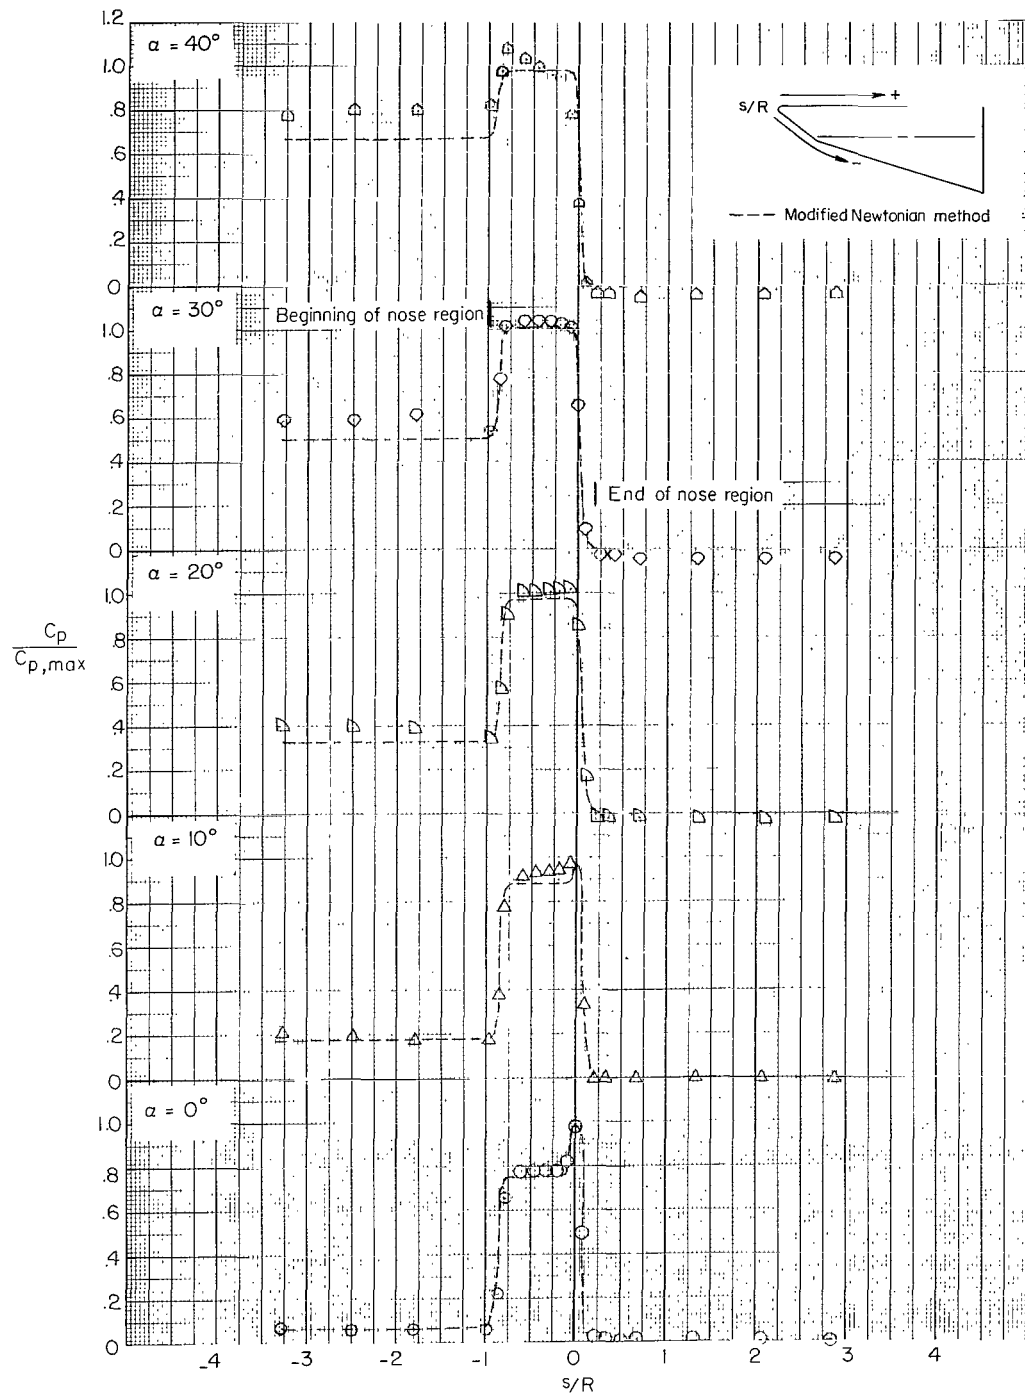 1.2
α = 40°
1.0
.8
.6
.4
.2
0
s/R
+
-
Modified Newtonian method
α = 30°
Beginning of nose region
1.0
.8
.6
.4
.2
0
End of nose region
α = 20°
1.0
.8
.6
.4
.2
0
Cp
Cp,max
α = 10°
1.0
.8
.6
.4
.2
0
α = 0°
1.0
.8
.6
.4
.2
0
-4 -3 -2 -1 0 1 2 3 4 5
s/R